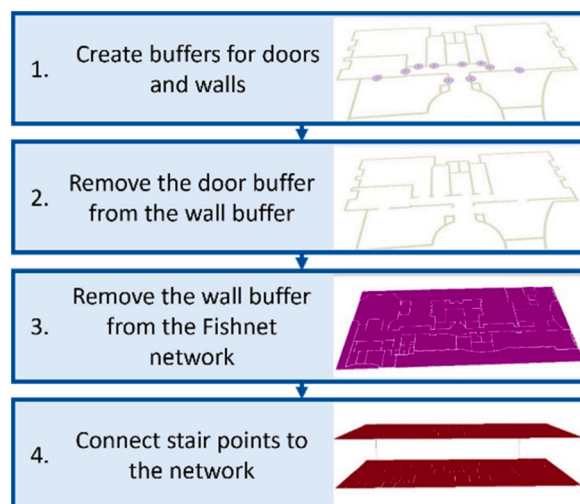 1. Create buffers for doors
and walls
2. Remove the door buffer
from the wall buffer
3. Remove the wall buffer
from the Fishnet
network
4. Connect stair points to
the network